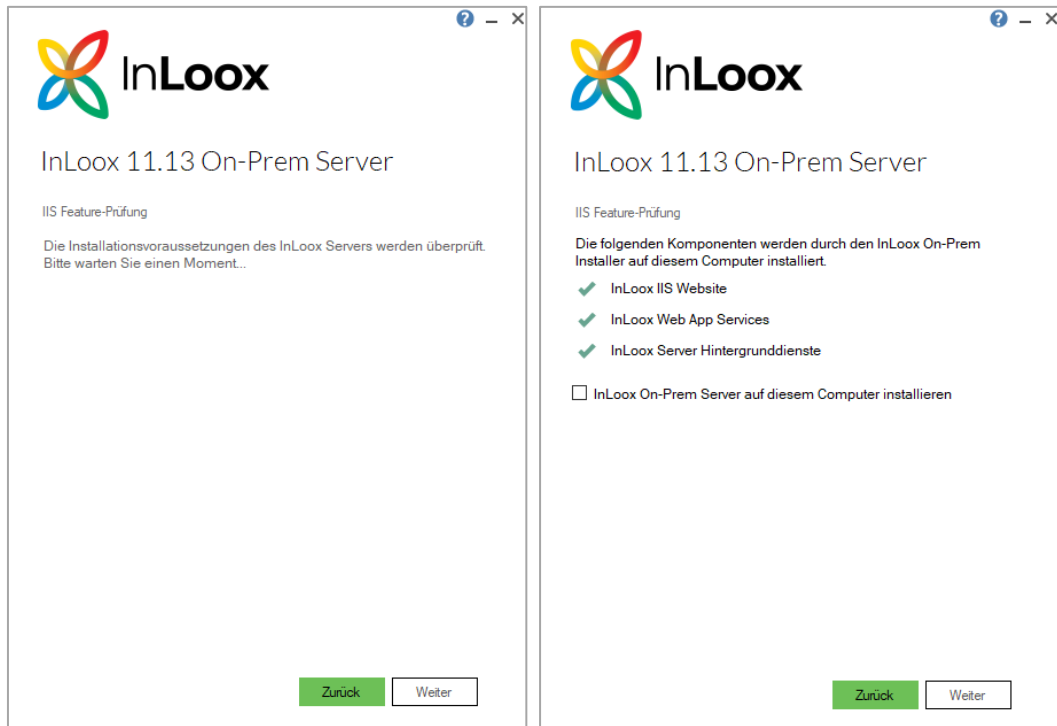 InLoox
InLoox 11.13 On-Prem Server
IIS Feature-Prüfung
Die Installationsvoraussetzungen des InLoox Servers werden überprüft.
Bitte warten Sie einen Moment...
Zurück
Weiter
InLoox
InLoox 11.13 On-Prem Server
IIS Feature-Prüfung
Die folgenden Komponenten werden durch den InLoox On-Prem
Installer auf diesem Computer installiert.
InLoox IIS Website
InLoox Web App Services
InLoox Server Hintergrunddienste
InLoox On-Prem Server auf diesem Computer installieren
Zurück
Weiter